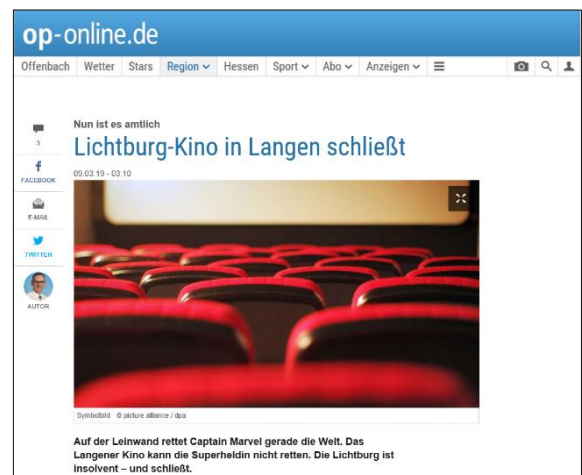 op-online.de
Offenbach Wetter Stars Region Hessen Sport Abo Anzeigen
Nun ist es amtlich
Lichtburg-Kino in Langen schließt
09.03.19 - 03:10
3
FACEBOOK
E-MAIL
TWITTER
AUTOR
Symbolbild © picture alliance / dpa
Auf der Leinwand rettet Captain Marvel gerade die Welt. Das
Langener Kino kann die Superheldin nicht retten. Die Lichtburg ist
insolvent – und schließt.